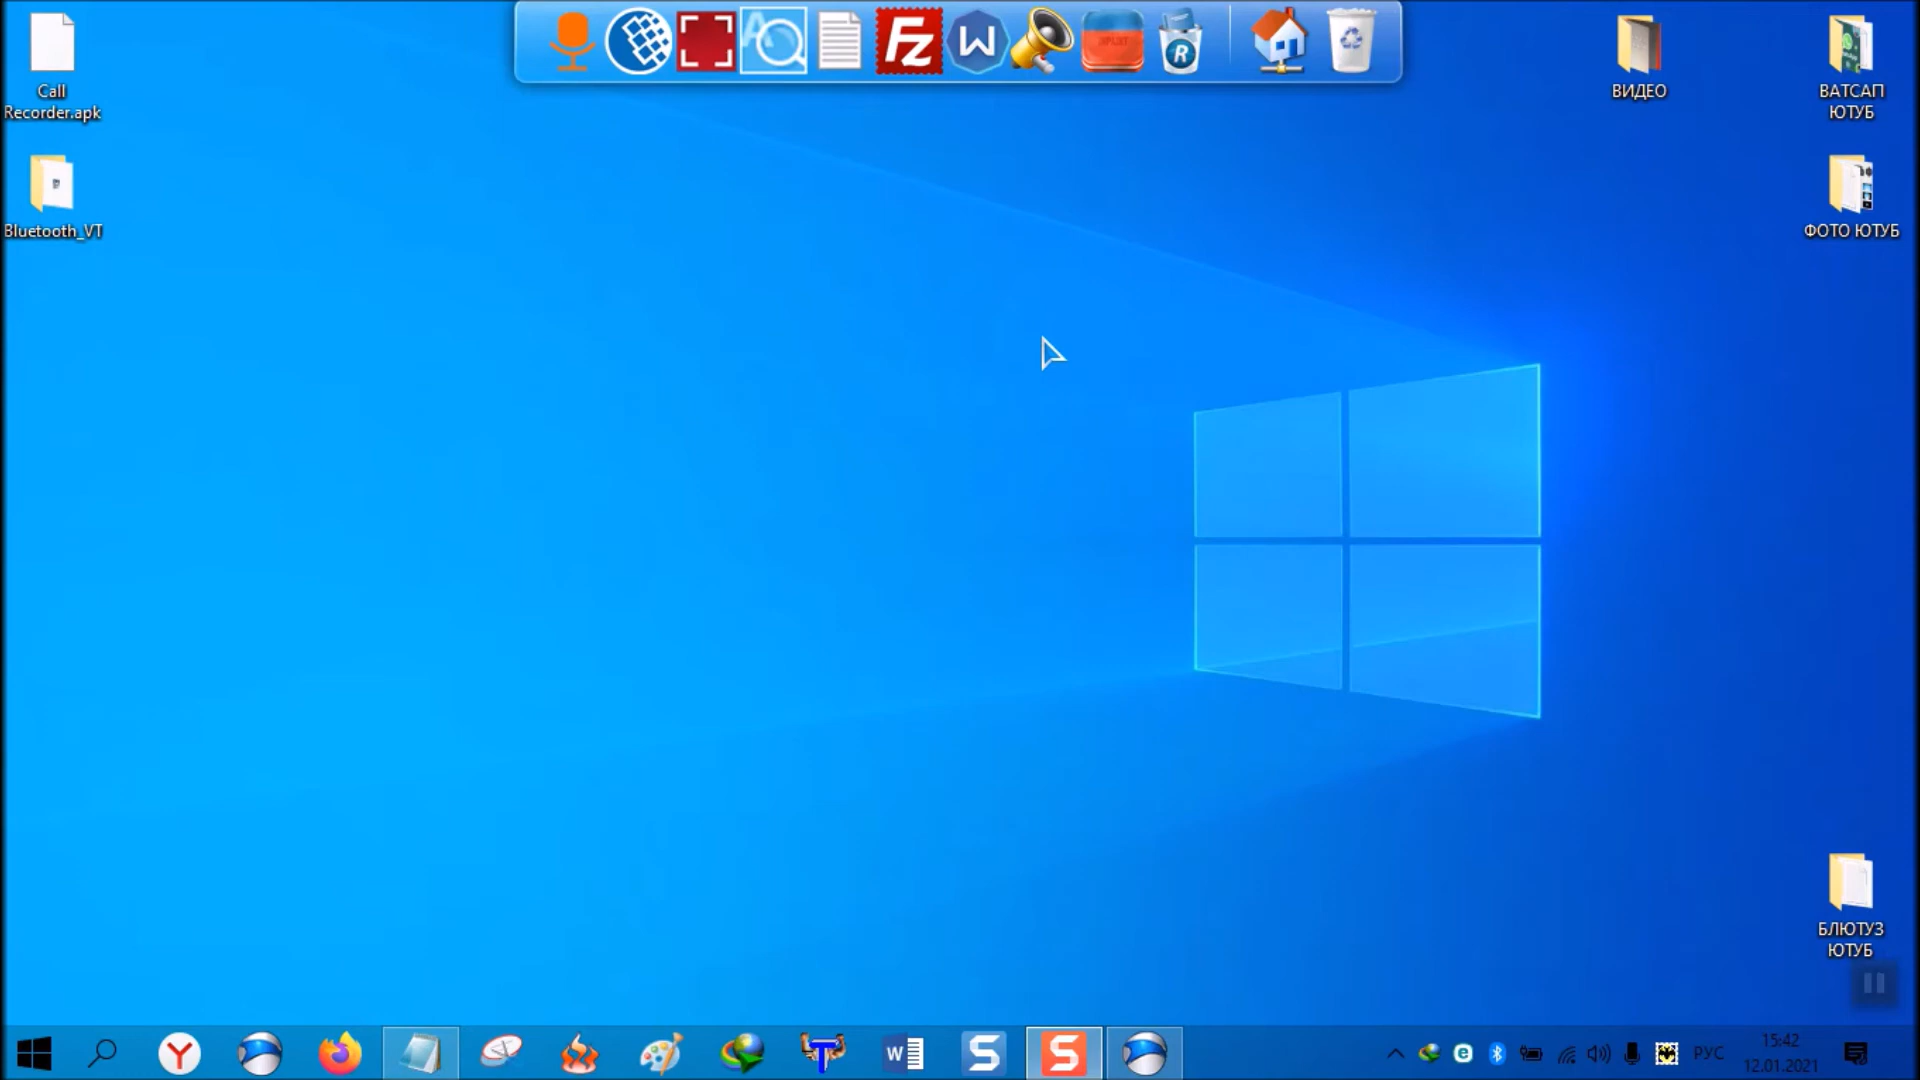 Call
Recorder.apk
Bluetooth_VT
ВИДЕО
ВАТСАП
ЮТУБ
ФОТО ЮТУБ
БЛЮТУЗ
ЮТУБ
РУС
15:42
12.01.2021